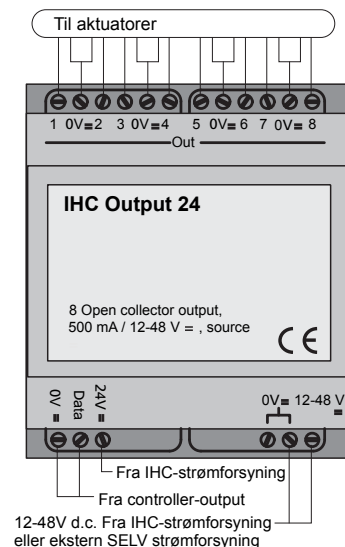 Til aktuatorer
1 0V= 2 3 0V= 4 5 0V= 6 7 0V= 8
Out
IHC Output 24
8 Open collector output,
500 mA / 12-48 V = , source
CE
0V =
Data
24V =
0V= 12-48 V
=
Fra IHC-strømforsyning
Fra controller-output
12-48V d.c. Fra IHC-strømforsyning
eller ekstern SELV strømforsyning